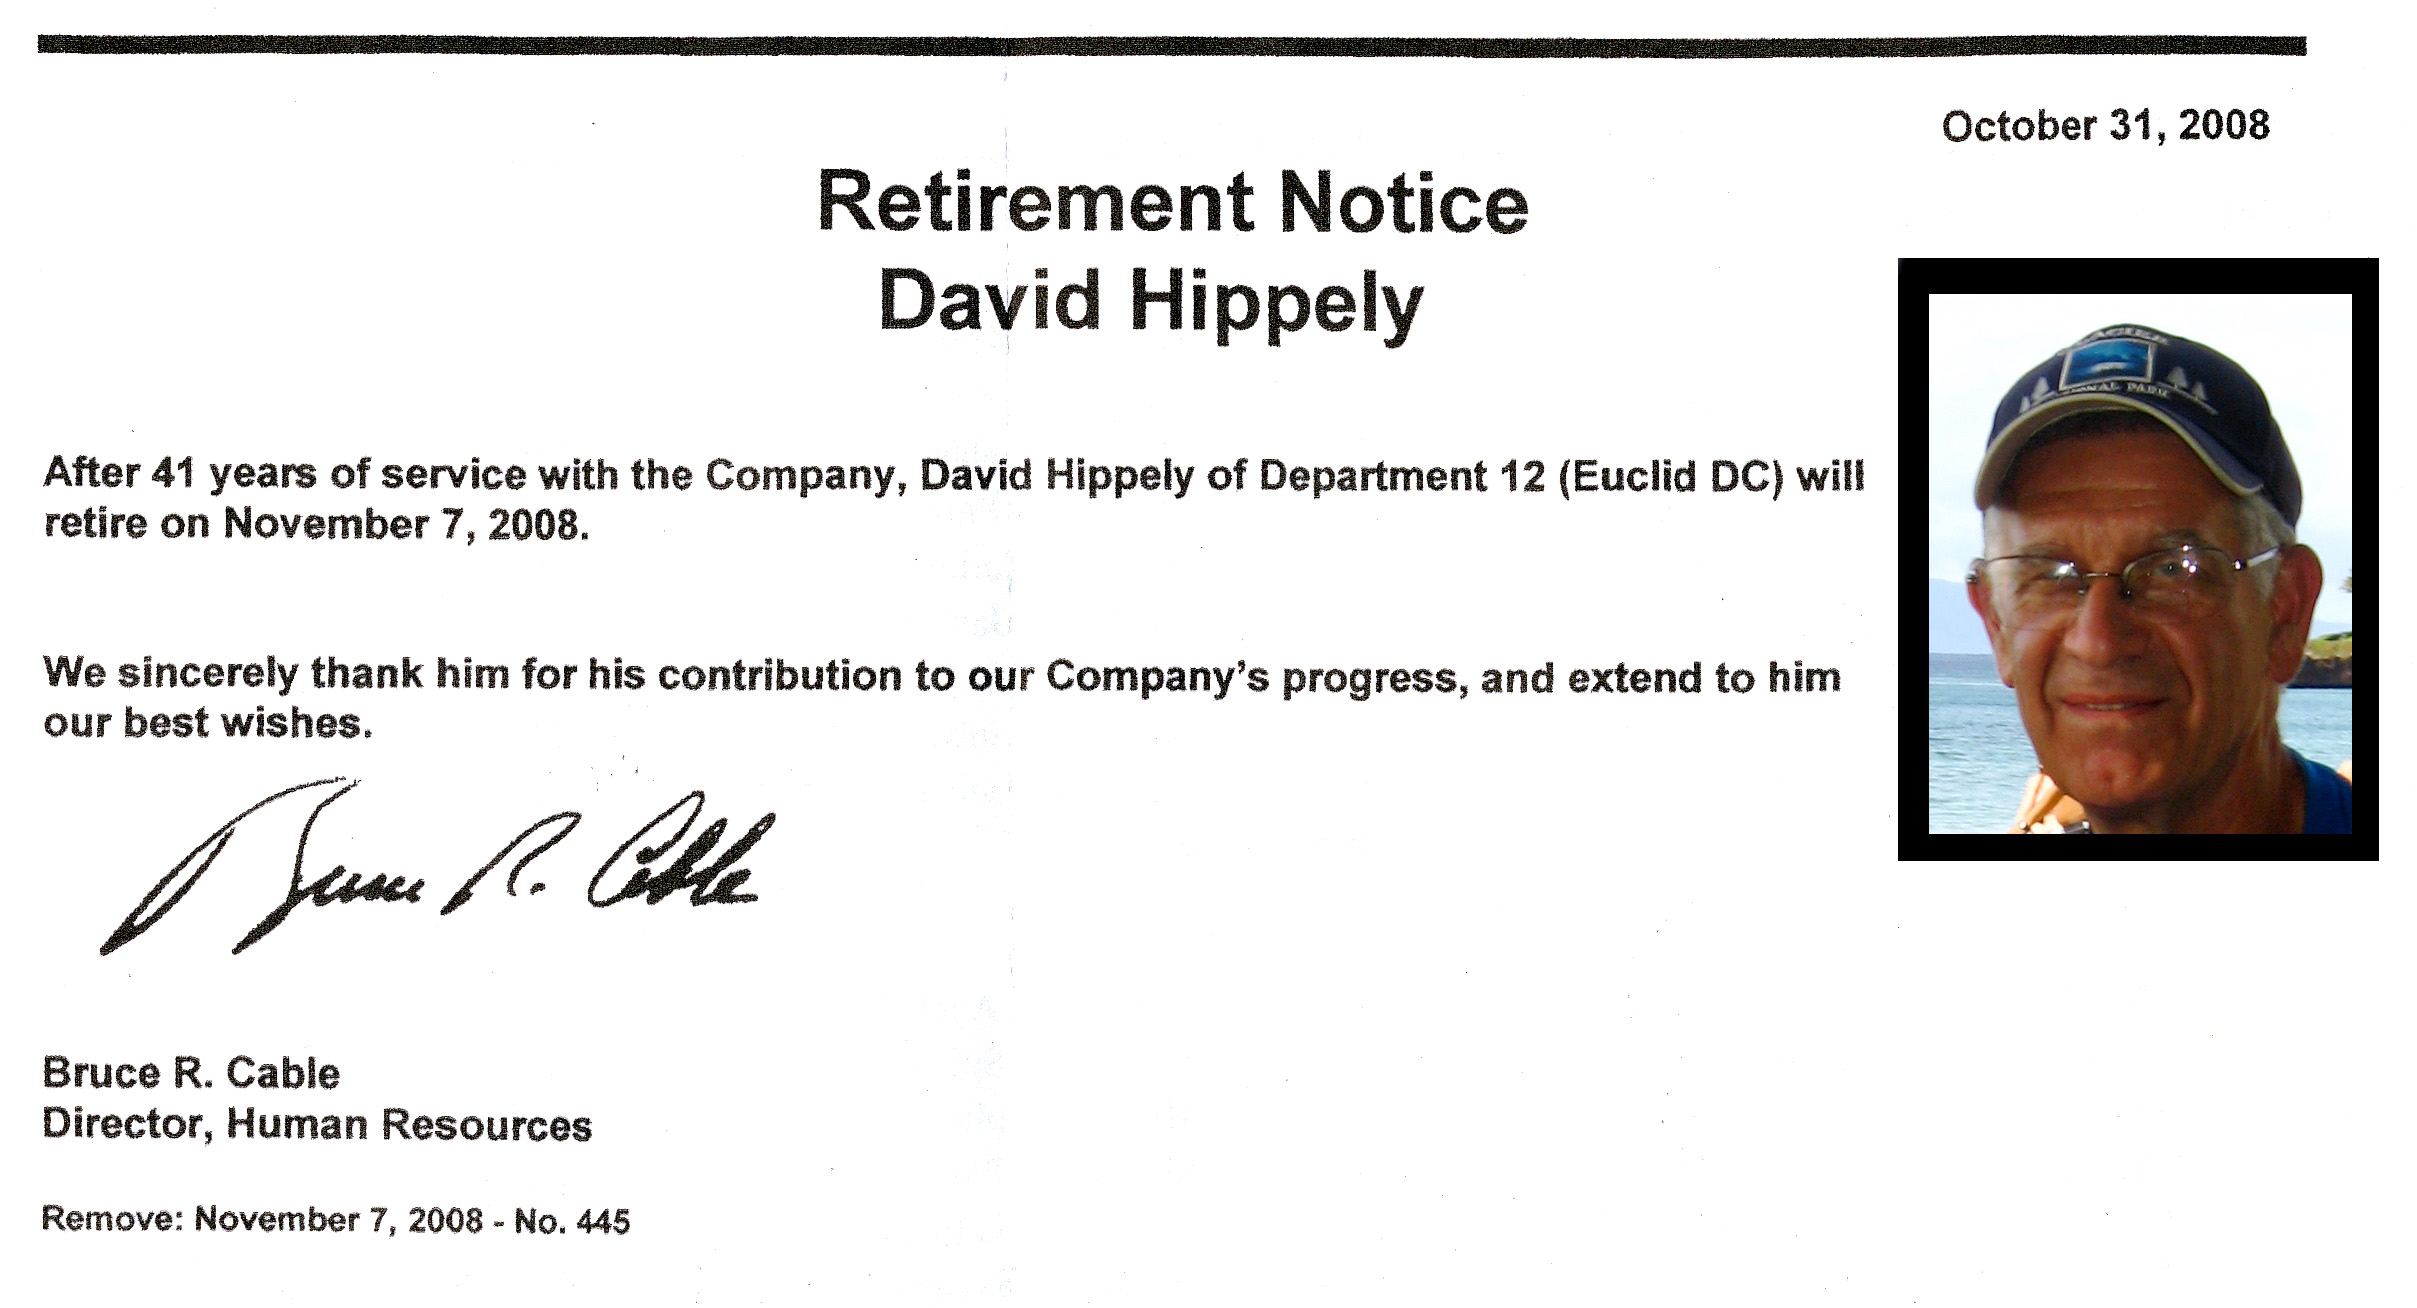 October 31, 2008
Retirement Notice
David Hippely
After 41 years of service with the Company, David Hippely of Department 12 (Euclid DC) will
retire on November 7, 2008.
We sincerely thank him for his contribution to our Company's progress, and extend to him
our best wishes.
Bruce R. Cable
Bruce R. Cable
Director, Human Resources
Remove: November 7, 2008 - No. 445
PARK